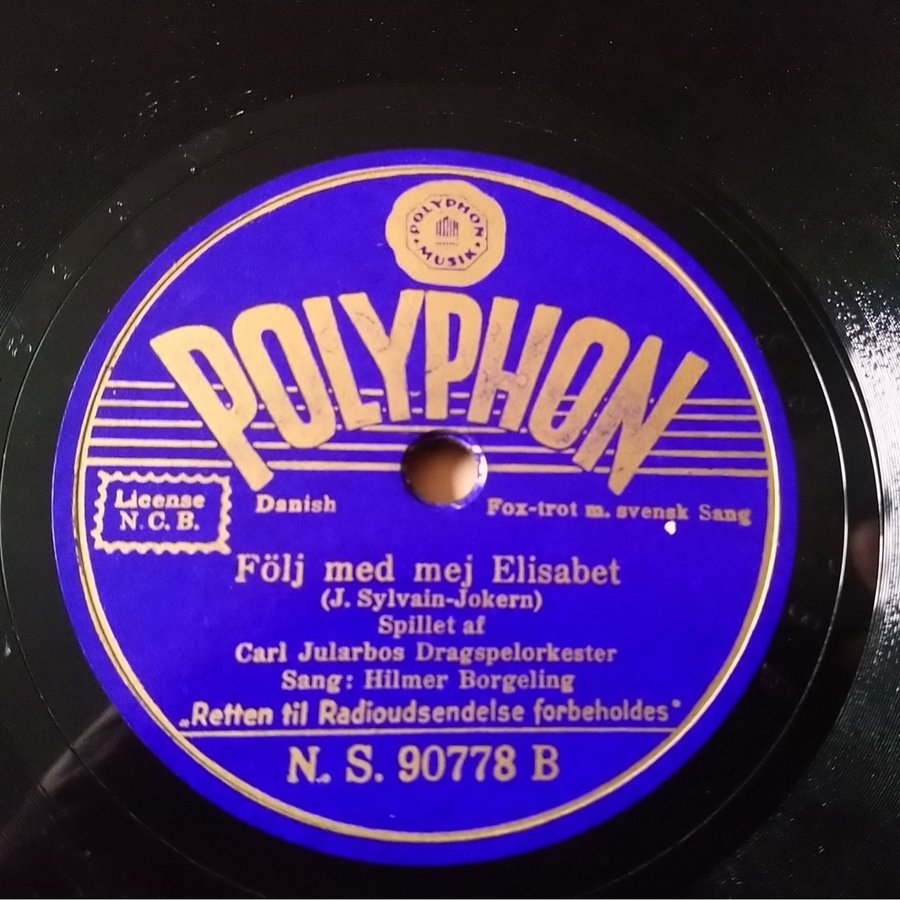 POLYPHON
MUSIK
POLYPHON
License
N. C. B.
Danish
Fox-trot m. svensk Sang
Följ med mej Elisabet
(J. Sylvain-Jokern)
Spillet af
Carl Jularbos Dragspelorkester
Sang: Hilmer Borgeling
„Retten til Radioudsendelse forbeholdes"
N. S. 90778 B